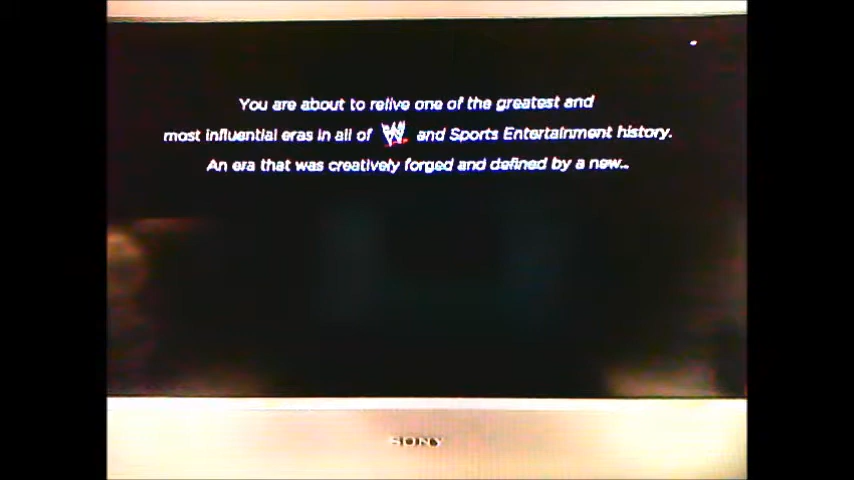 You are about to relive one of the greatest and
most influential eras in all of W and Sports Entertainment history.
An era that was creatively forged and defined by a new..
SONY